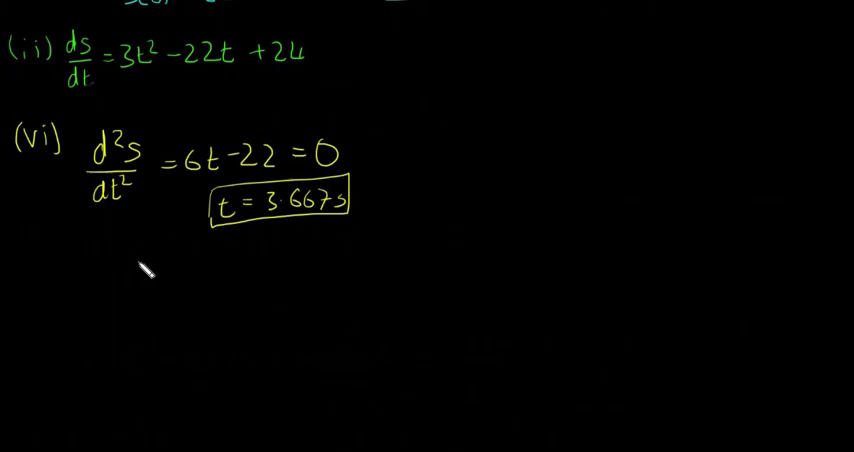 (ii) ds/dt = 3t² - 22t + 24
(vi) d²s/dt² = 6t - 22 = 0
t = 3.667s